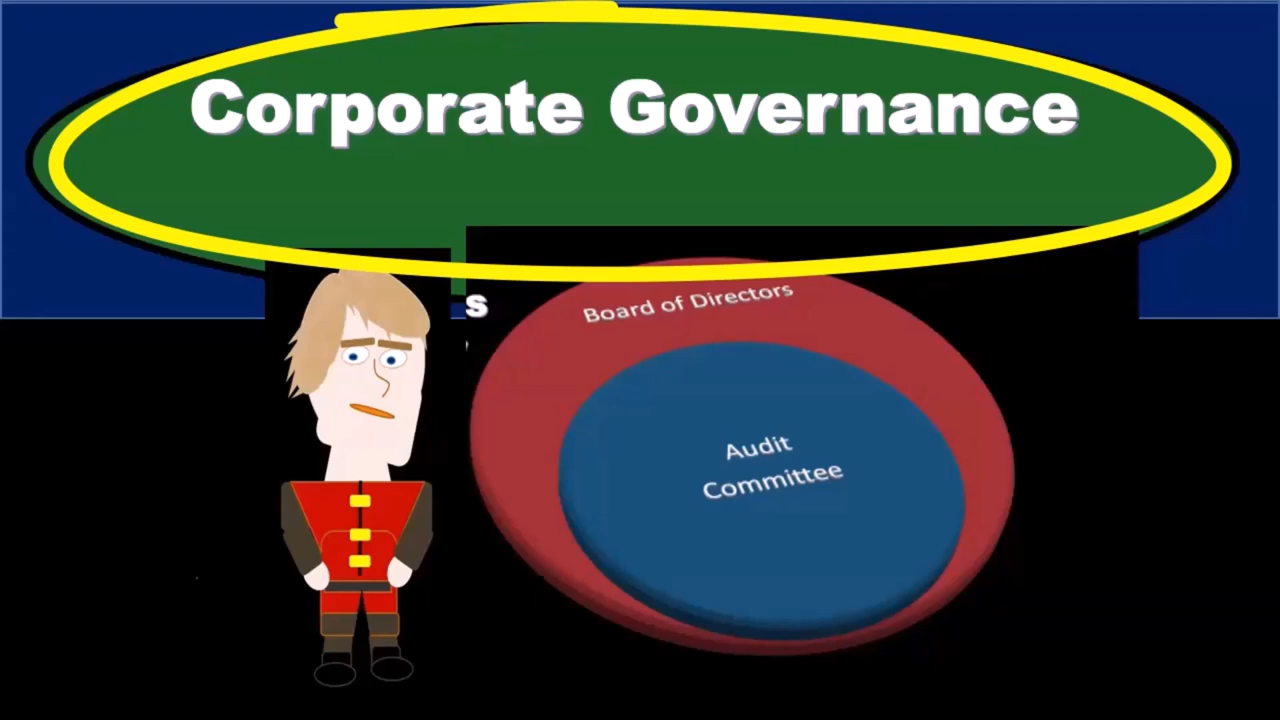 Corporate Governance
s
Board of Directors
Audit
Committee